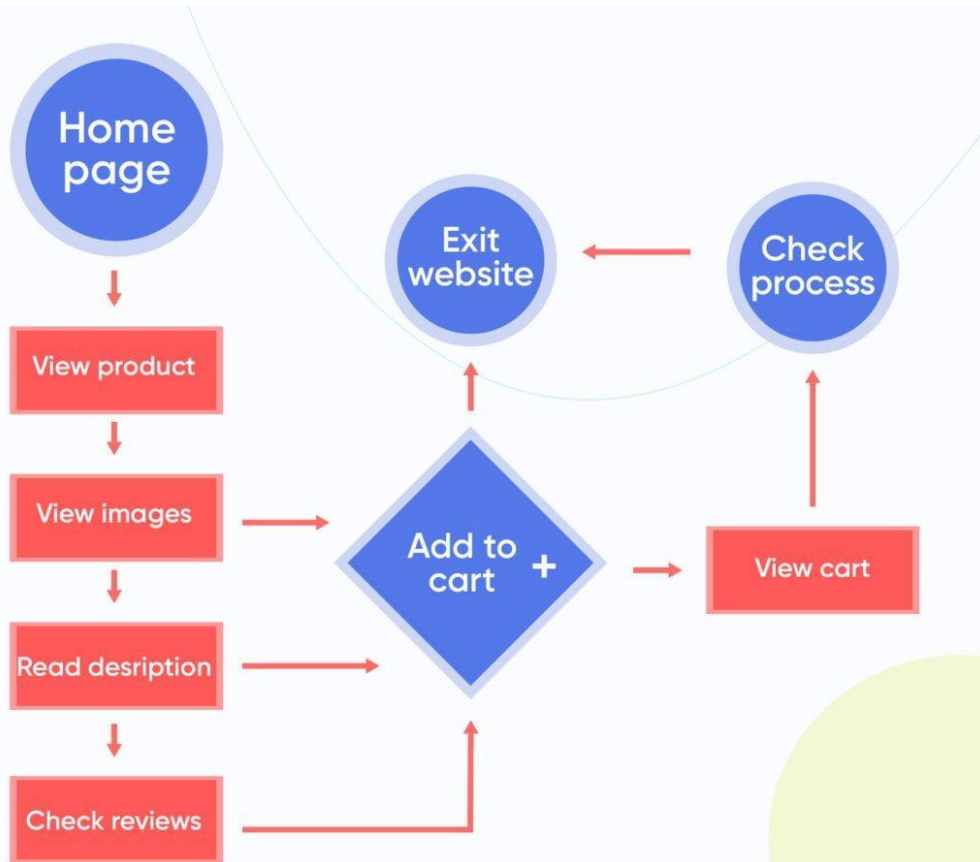 Home
page
View product
View images
Read desription
Check reviews
Add to
cart +
Exit
website
View cart
Check
process